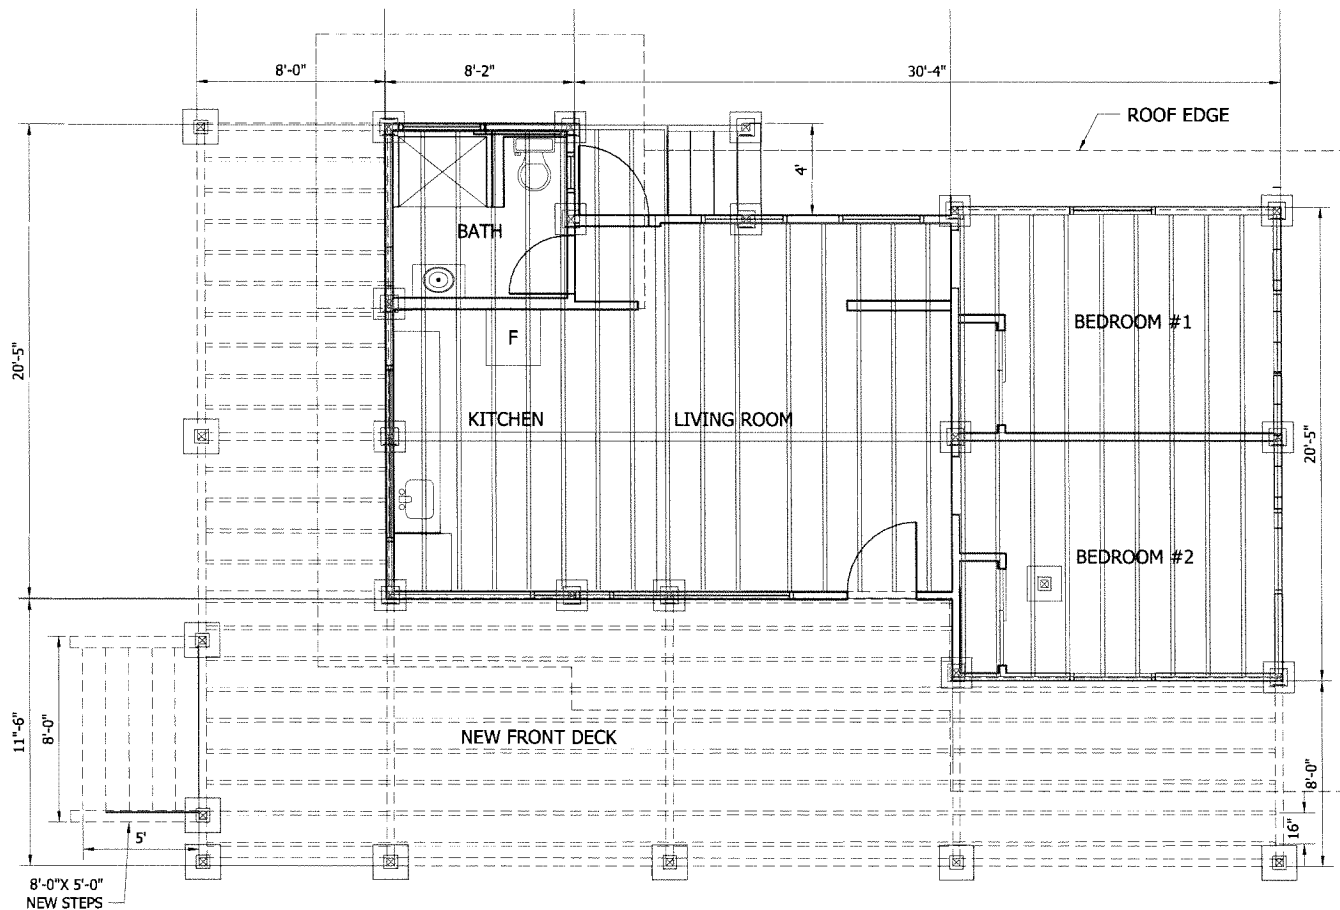 8'-0"
8'-2"
30'-4"
ROOF EDGE
4'
BATH
20'-5"
F
BEDROOM #1
KITCHEN
LIVING ROOM
20'-5"
BEDROOM #2
11"-6"
8'-0"
NEW FRONT DECK
8'-0"
16"
5'
8'-0"X 5'-0"
NEW STEPS